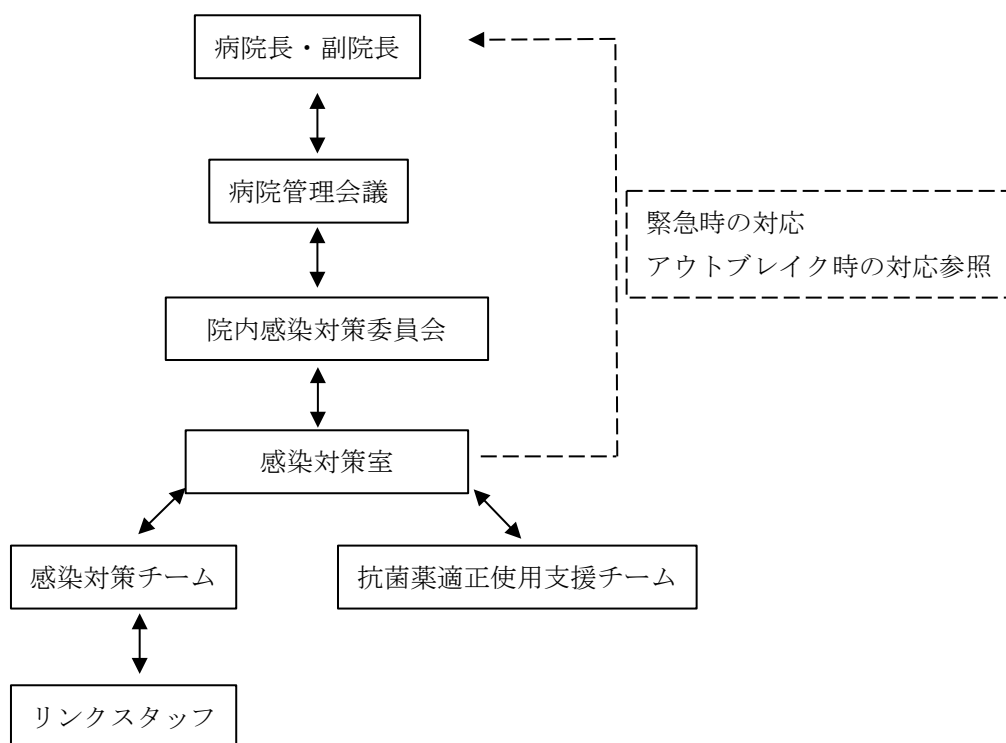 病院長・副院長
病院管理会議
緊急時の対応
アウトブレイク時の対応参照
院内感染対策委員会
感染対策室
感染対策チーム
抗菌薬適正使用支援チーム
リンクスタッフ